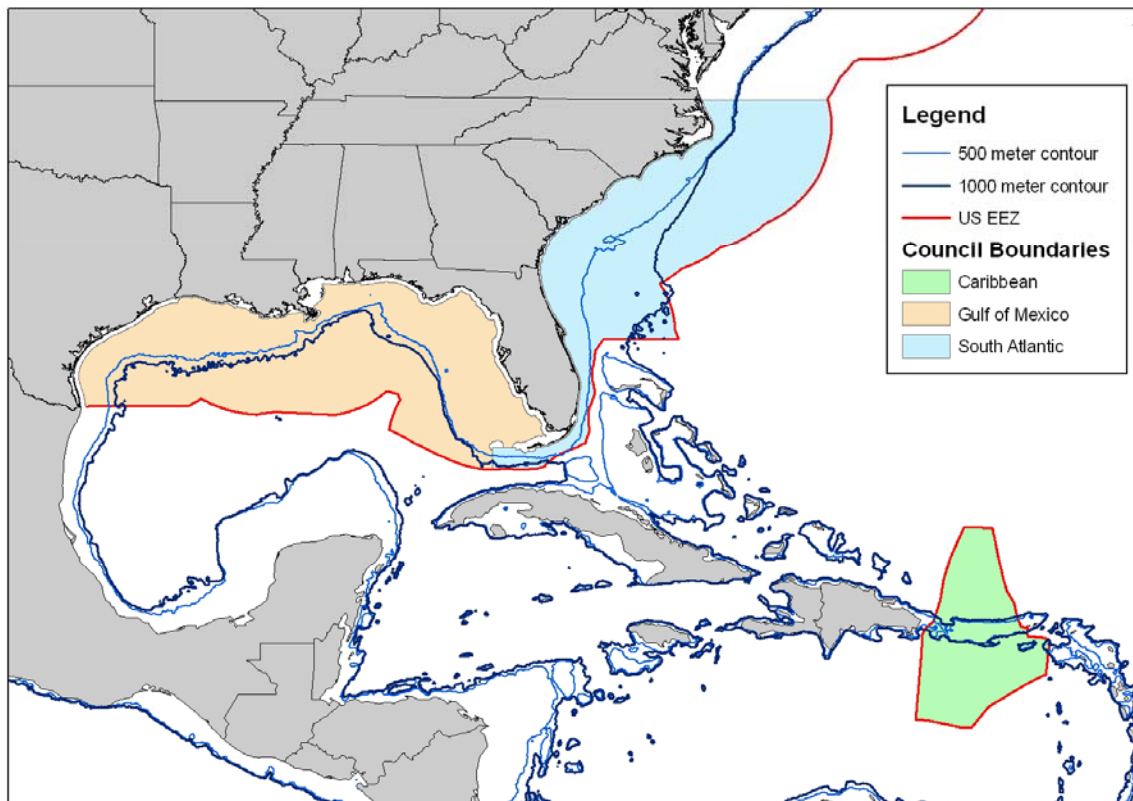 Legend
500 meter contour
1000 meter contour
US EEZ
Council Boundaries
Caribbean
Gulf of Mexico
South Atlantic